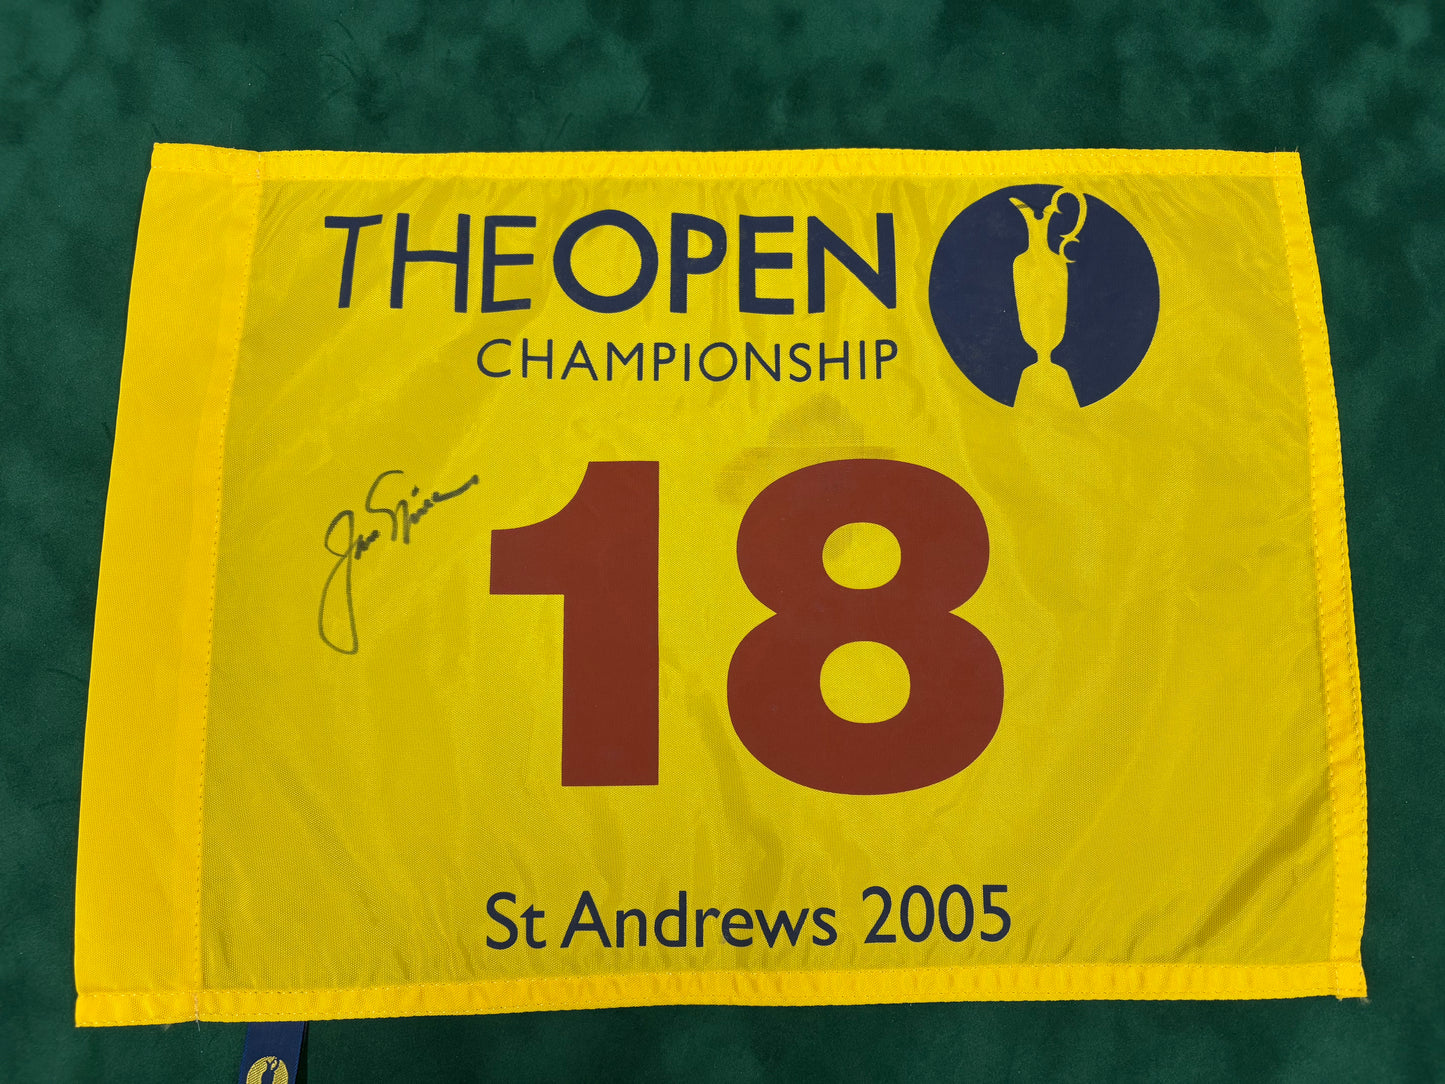 THE OPEN
CHAMPIONSHIP
18
St Andrews 2005